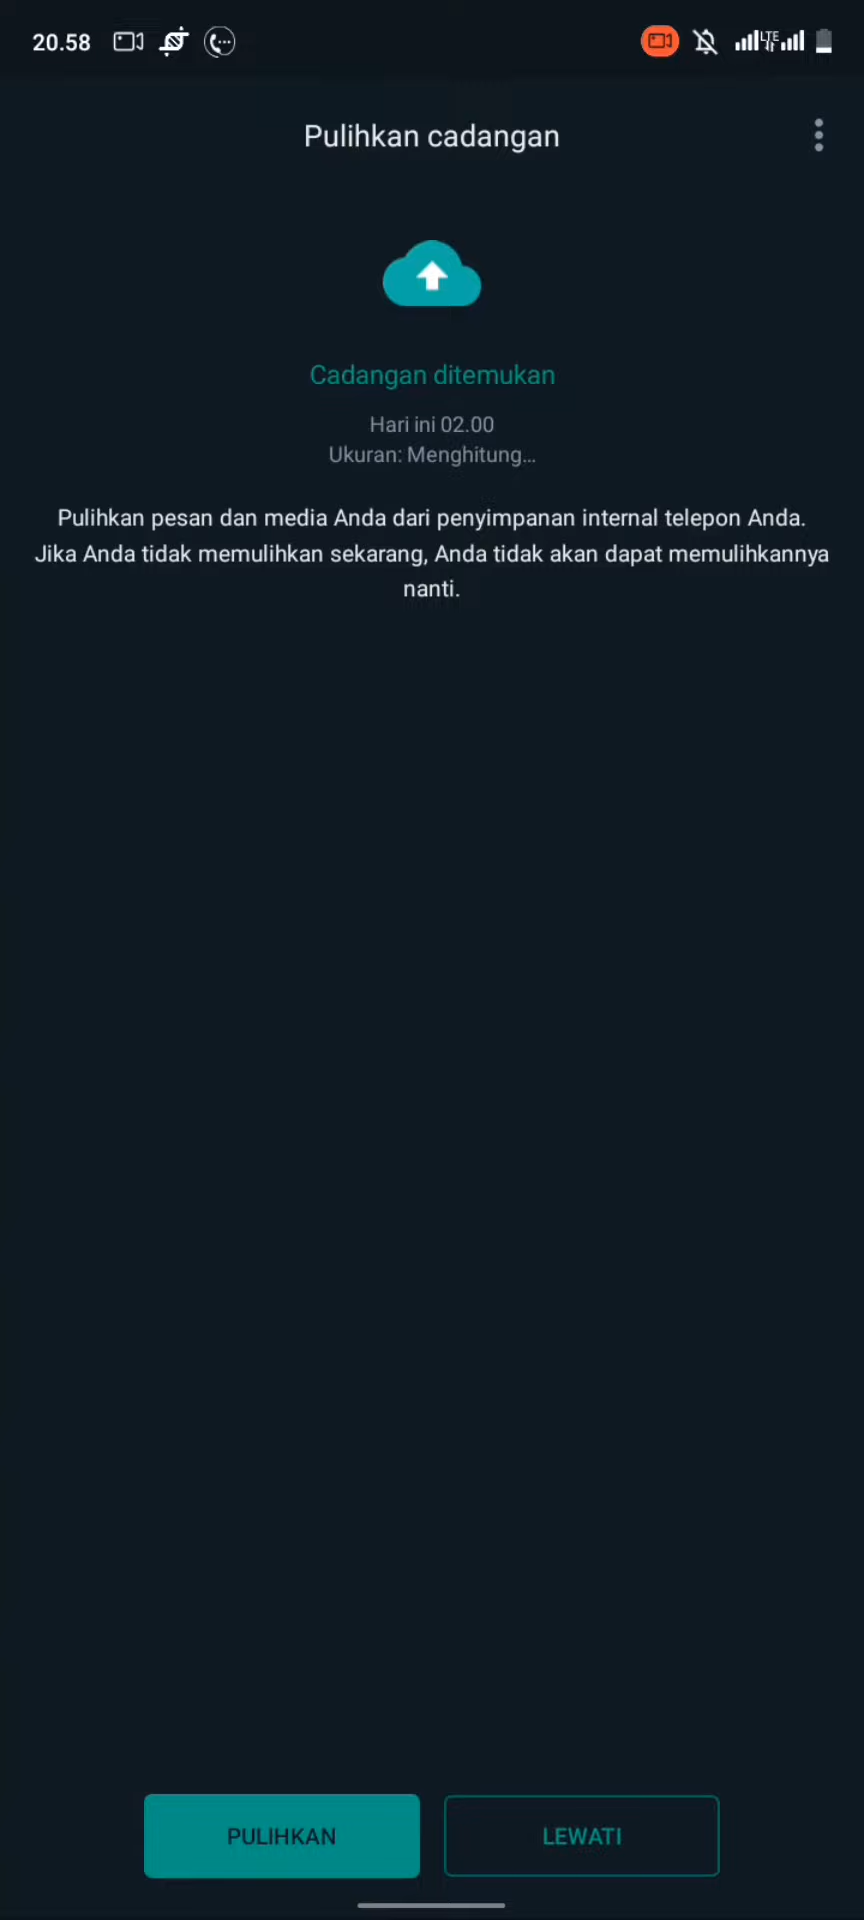 20.58
LTE
Pulihkan cadangan
Cadangan ditemukan
Hari ini 02.00
Ukuran: Menghitung...
Pulihkan pesan dan media Anda dari penyimpanan internal telepon Anda.
Jika Anda tidak memulihkan sekarang, Anda tidak akan dapat memulihkannya
nanti.
PULIHKAN
LEWATI